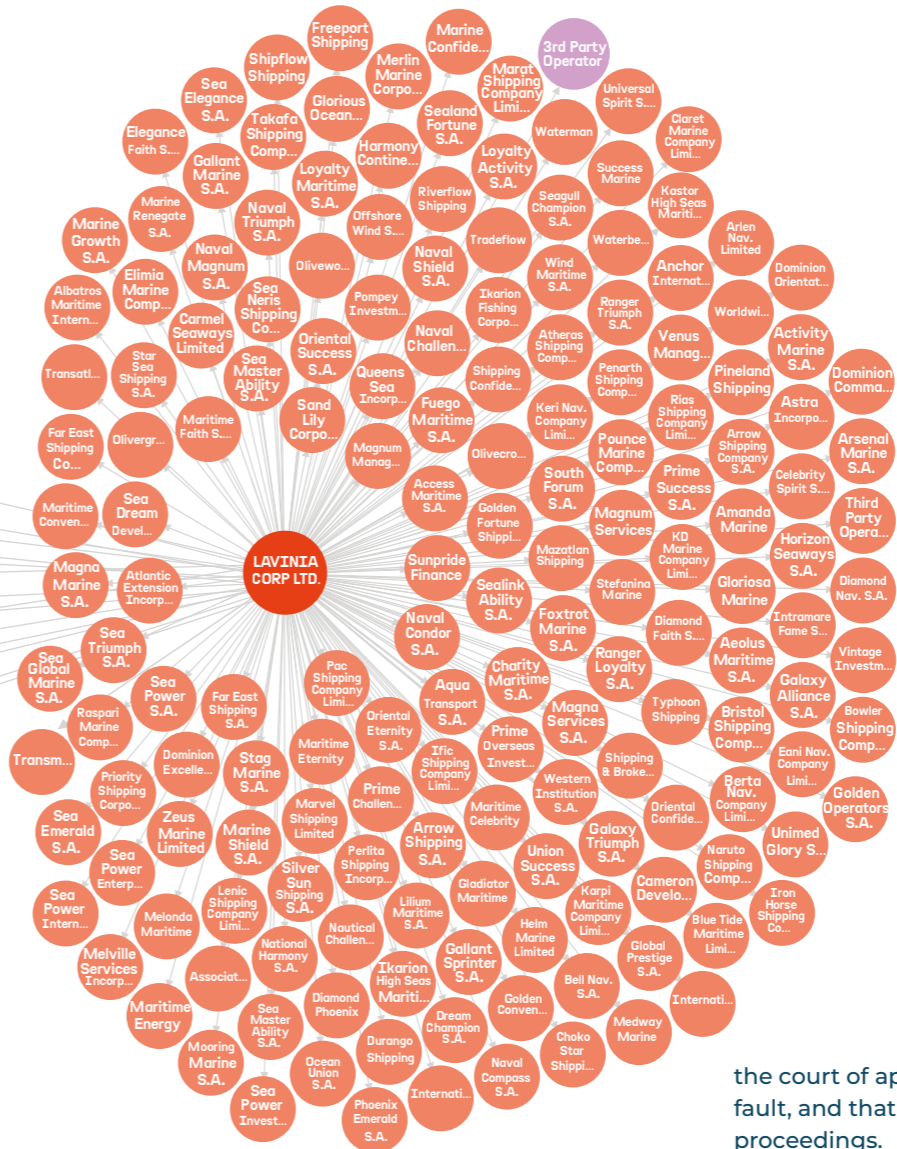 Freeport
Shipping
Marine
Confide...
3rd Party
Operator
Shipflow
Shipping
Merlin
Marine
Corpo...
Marat
Shipping
Company
Limi...
Sea
Elegance
S.A.
Glorious
Ocean...
Universal
Spirit S....
Takafa
Shipping
Comp...
Sealand
Fortune
S.A.
Waterman
Claret
Marine
Company
Limi...
Elegance
Faith S....
Gallant
Marine
S.A.
Harmony
Contine...
Loyalty
Activity
S.A.
Success
Marine
Loyalty
Maritime
S.A.
Riverflow
Shipping
Seagull
Champion
S.A.
Kastor
High Seas
Mariti...
Marine
Renegate
S.A.
Naval
Triumph
S.A.
Offshore
Wind S....
Tradeflow
Waterbe...
Arlen
Nav.
Limited
Marine
Growth
S.A.
Naval
Magnum
S.A.
Olivewo...
Naval
Shield
S.A.
Wind
Maritime
S.A.
Anchor
Internat...
Dominion
Orientat...
Elimia
Marine
Comp...
Albatros
Maritime
Intern...
Sea
Neris
Shipping
Co...
Pompey
Investm...
Ikarion
Fishing
Corpo...
Ranger
Triumph
S.A.
Worldwi...
Carmel
Seaways
Limited
Oriental
Success
S.A.
Naval
Challen...
Atheras
Shipping
Comp...
Venus
Manag...
Activity
Marine
S.A.
Transatl...
Star
Sea
Shipping
S.A.
Sea
Master
Ability
S.A.
Queens
Sea
Incorp...
Shipping
Confide...
Penarth
Shipping
Comp...
Pineland
Shipping
Dominion
Comma...
Maritime
Faith S....
Sand
Lily
Corpo...
Fuego
Maritime
S.A.
Keri Nav.
Company
Limi...
Rias
Shipping
Company
Limi...
Astra
Incorpo...
Far East
Shipping
Co...
Olivergr...
Magnum
Manag...
Olivecro...
Pounce
Marine
Comp...
Arrow
Shipping
Company
S.A.
Arsenal
Marine
S.A.
Access
Maritime
S.A.
South
Forum
S.A.
Prime
Success
S.A.
Celebrity
Spirit S....
Maritime
Conven...
Sea
Dream
Devel...
Golden
Fortune
Shippi...
Magnum
Services
Amanda
Marine
Third
Party
Opera...
LAVINIA
CORP LTD.
Sunpride
Finance
Mazatlan
Shipping
KD
Marine
Company
Limi...
Horizon
Seaways
S.A.
Magna
Marine
S.A.
Atlantic
Extension
Incorp...
Sealink
Ability
S.A.
Stefanina
Marine
Gloriosa
Marine
Diamond
Nav. S.A.
Naval
Condor
S.A.
Foxtrot
Marine
S.A.
Diamond
Faith S....
Intramare
Fame S...
Sea
Triumph
S.A.
Ranger
Loyalty
S.A.
Aeolus
Maritime
S.A.
Vintage
Investm...
Sea
Global
Marine
S.A.
Sea
Power
S.A.
Far East
Shipping
S.A.
Pac
Shipping
Company
Limi...
Aqua
Transport
S.A.
Charity
Maritime
S.A.
Typhoon
Shipping
Galaxy
Alliance
S.A.
Raspari
Marine
Comp...
Oriental
Eternity
S.A.
Magna
Services
S.A.
Bristol
Shipping
Comp...
Bowler
Shipping
Comp...
Transm...
Dominion
Excelle...
Maritime
Eternity
Ific
Shipping
Company
Limi...
Prime
Overseas
Invest...
Shipping
& Broke...
Eani Nav.
Company
Limi...
Priority
Shipping
Corpo...
Stag
Marine
S.A.
Prime
Challen...
Western
Institution
S.A.
Berta
Nav.
Company
Limi...
Golden
Operators
S.A.
Sea
Emerald
S.A.
Zeus
Marine
Limited
Marvel
Shipping
Limited
Maritime
Celebrity
Oriental
Confide...
Unimed
Glory S...
Marine
Shield
S.A.
Arrow
Shipping
S.A.
Galaxy
Triumph
S.A.
Sea
Power
Enterp...
Perlita
Shipping
Incorp...
Union
Success
S.A.
Naruto
Shipping
Comp...
Silver
Sun
Shipping
S.A.
Gladiator
Maritime
Cameron
Develo...
Sea
Power
Intern...
Lenic
Shipping
Company
Limi...
Lilium
Maritime
S.A.
Karpi
Maritime
Company
Limi...
Iron
Horse
Shipping
Co...
Melonda
Maritime
Nautical
Challen...
Helm
Marine
Limited
Blue Tide
Maritime
Limi...
Melville
Services
Incorp...
National
Harmony
S.A.
Gallant
Sprinter
S.A.
Global
Prestige
S.A.
Associat...
Ikarion
High Seas
Mariti...
Bell Nav.
S.A.
Maritime
Energy
Diamond
Phoenix
Golden
Conven...
Internati...
Sea
Master
Ability
S.A.
Dream
Champion
S.A.
Medway
Marine
Mooring
Marine
S.A.
Durango
Shipping
Choko
Star
Shippi...
Ocean
Union
S.A.
Naval
Compass
S.A.
Sea
Power
Invest...
Internati...
Phoenix
Emerald
S.A.
the court of ap
fault, and that
proceedings.